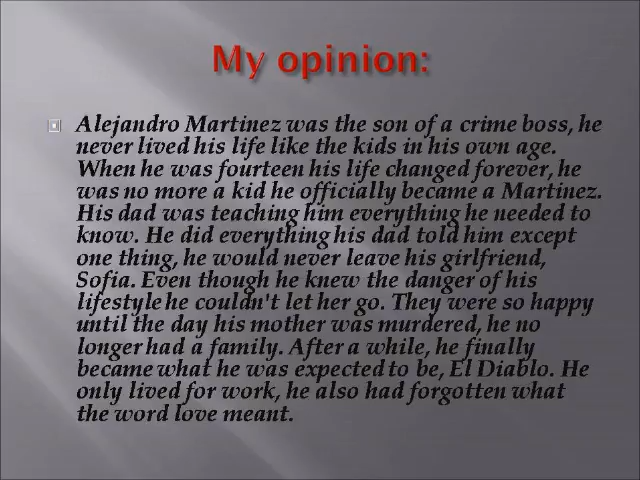 My opinion:
Alejandro Martinez was the son of a crime boss, he
never lived his life like the kids in his own age.
When he was fourteen his life changed forever, he
was no more a kid he officially became a Martinez.
His dad was teaching him everything he needed to
know. He did everything his dad told him except
one thing, he would never leave his girlfriend,
Sofia. Even though he knew the danger of his
lifestyle he couldn't let her go. They were so happy
until the day his mother was murdered, he no
longer had a family. After a while, he finally
became what he was expected to be, El Diablo. He
only lived for work, he also had forgotten what
the word love meant.